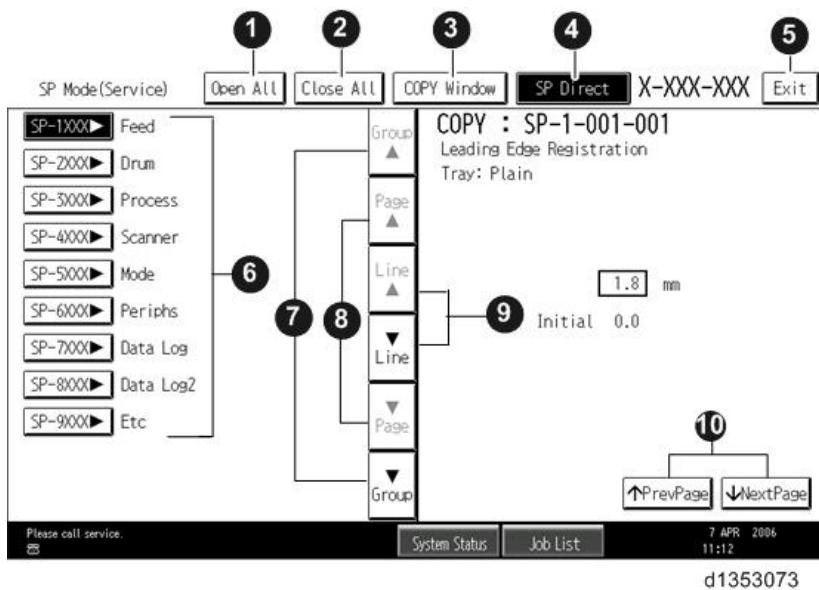 1 2 3 4 5
SP Mode(Service) Open All Close All COPY Window SP Direct X-XXX-XXX Exit
SP-1XXX▶ Feed
SP-2XXX▶ Drum
SP-3XXX▶ Process
SP-4XXX▶ Scanner
SP-5XXX▶ Mode
SP-6XXX▶ Periphs
SP-7XXX▶ Data Log
SP-8XXX▶ Data Log2
SP-9XXX▶ Etc
6
7
8
Group
▲
Page
▲
Line
▲
▼
Line
▼
Page
▼
Group
9
COPY : SP-1-001-001
Leading Edge Registration
Tray: Plain
1.8 mm
Initial 0.0
10
↑PrevPage ↓NextPage
Please call service.
System Status Job List
7 APR 2006
11:12
d1353073